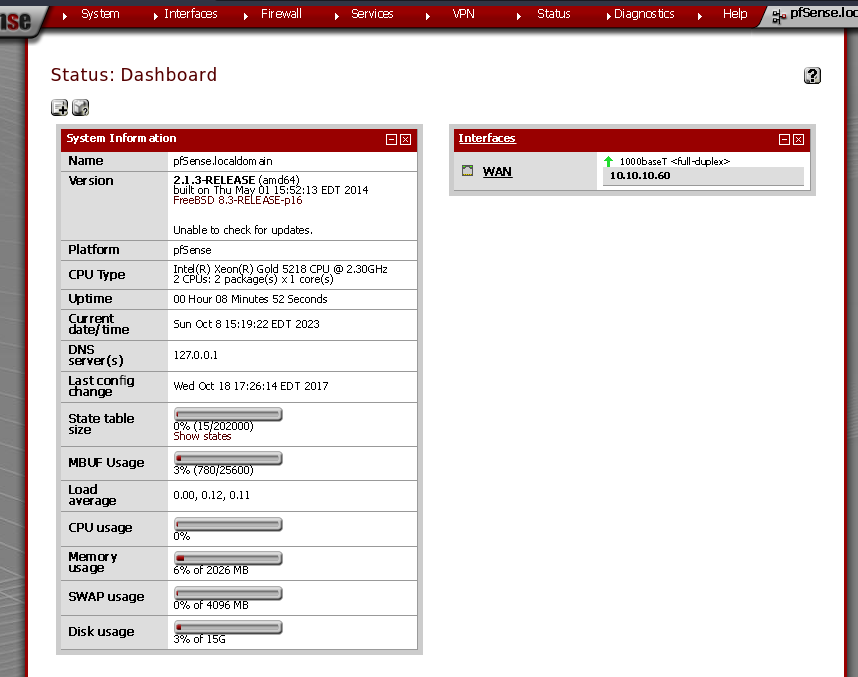 System
Interfaces
Firewall
Services
VPN
Status
Diagnostics
Help
Status: Dashboard
System Information
Name
pfSense.localdomain
Version
2.1.3-RELEASE (amd64)
built on Thu May 01 15:52:13 EDT 2014
FreeBSD 8.3-RELEASE-p16
Unable to check for updates.
Platform
pfSense
CPU Type
Intel(R) Xeon(R) Gold 5218 CPU @ 2.30GHz
2 CPUs: 2 package(s) x 1 core(s)
Uptime
00 Hour 08 Minutes 52 Seconds
Current
date/time
Sun Oct 8 15:19:22 EDT 2023
DNS
server(s)
127.0.0.1
Last config
change
Wed Oct 18 17:26:14 EDT 2017
State table
size
0% (15/202000)
Show states
MBUF Usage
3% (780/25600)
Load
average
0.00, 0.12, 0.11
CPU usage
0%
Memory
usage
6% of 2026 MB
SWAP usage
0% of 4096 MB
Disk usage
3% of 15G
Interfaces
WAN
1000baseT <full-duplex>
10.10.10.60